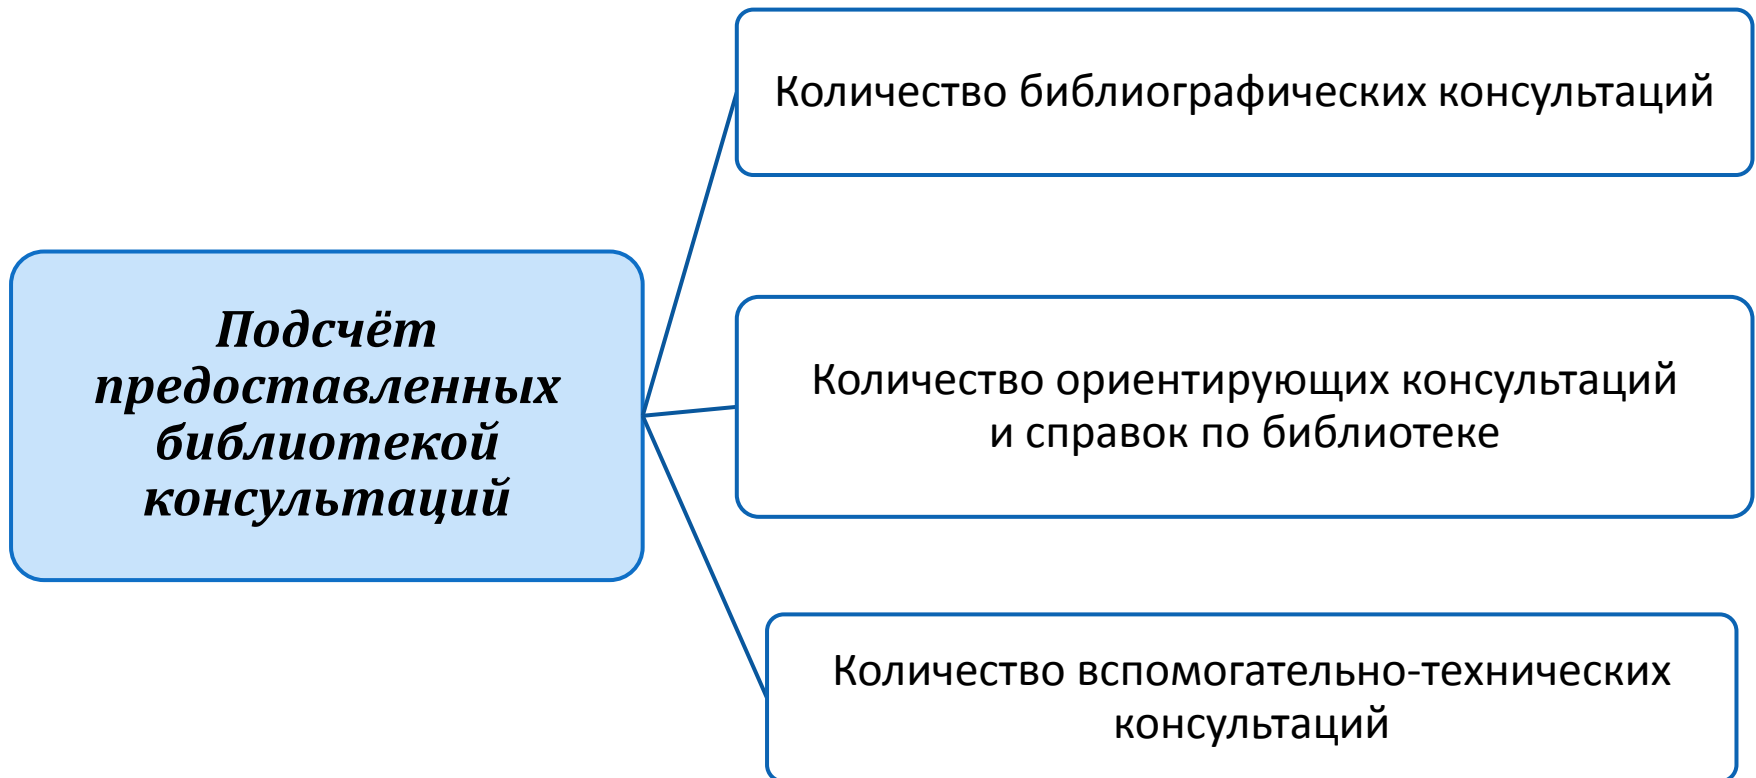 Количество библиографических консультаций
Подсчёт
предоставленных
библиотекой
консультаций
Количество ориентирующих консультаций
и справок по библиотеке
Количество вспомогательно-технических
консультаций